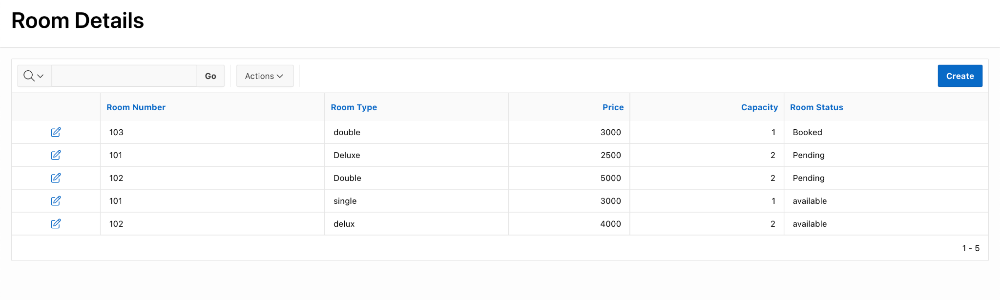 Room Details
Go Actions Create
Room Number Room Type Price Capacity Room Status
103 double 3000 1 Booked
101 Deluxe 2500 2 Pending
102 Double 5000 2 Pending
101 single 3000 1 available
102 delux 4000 2 available
1 - 5